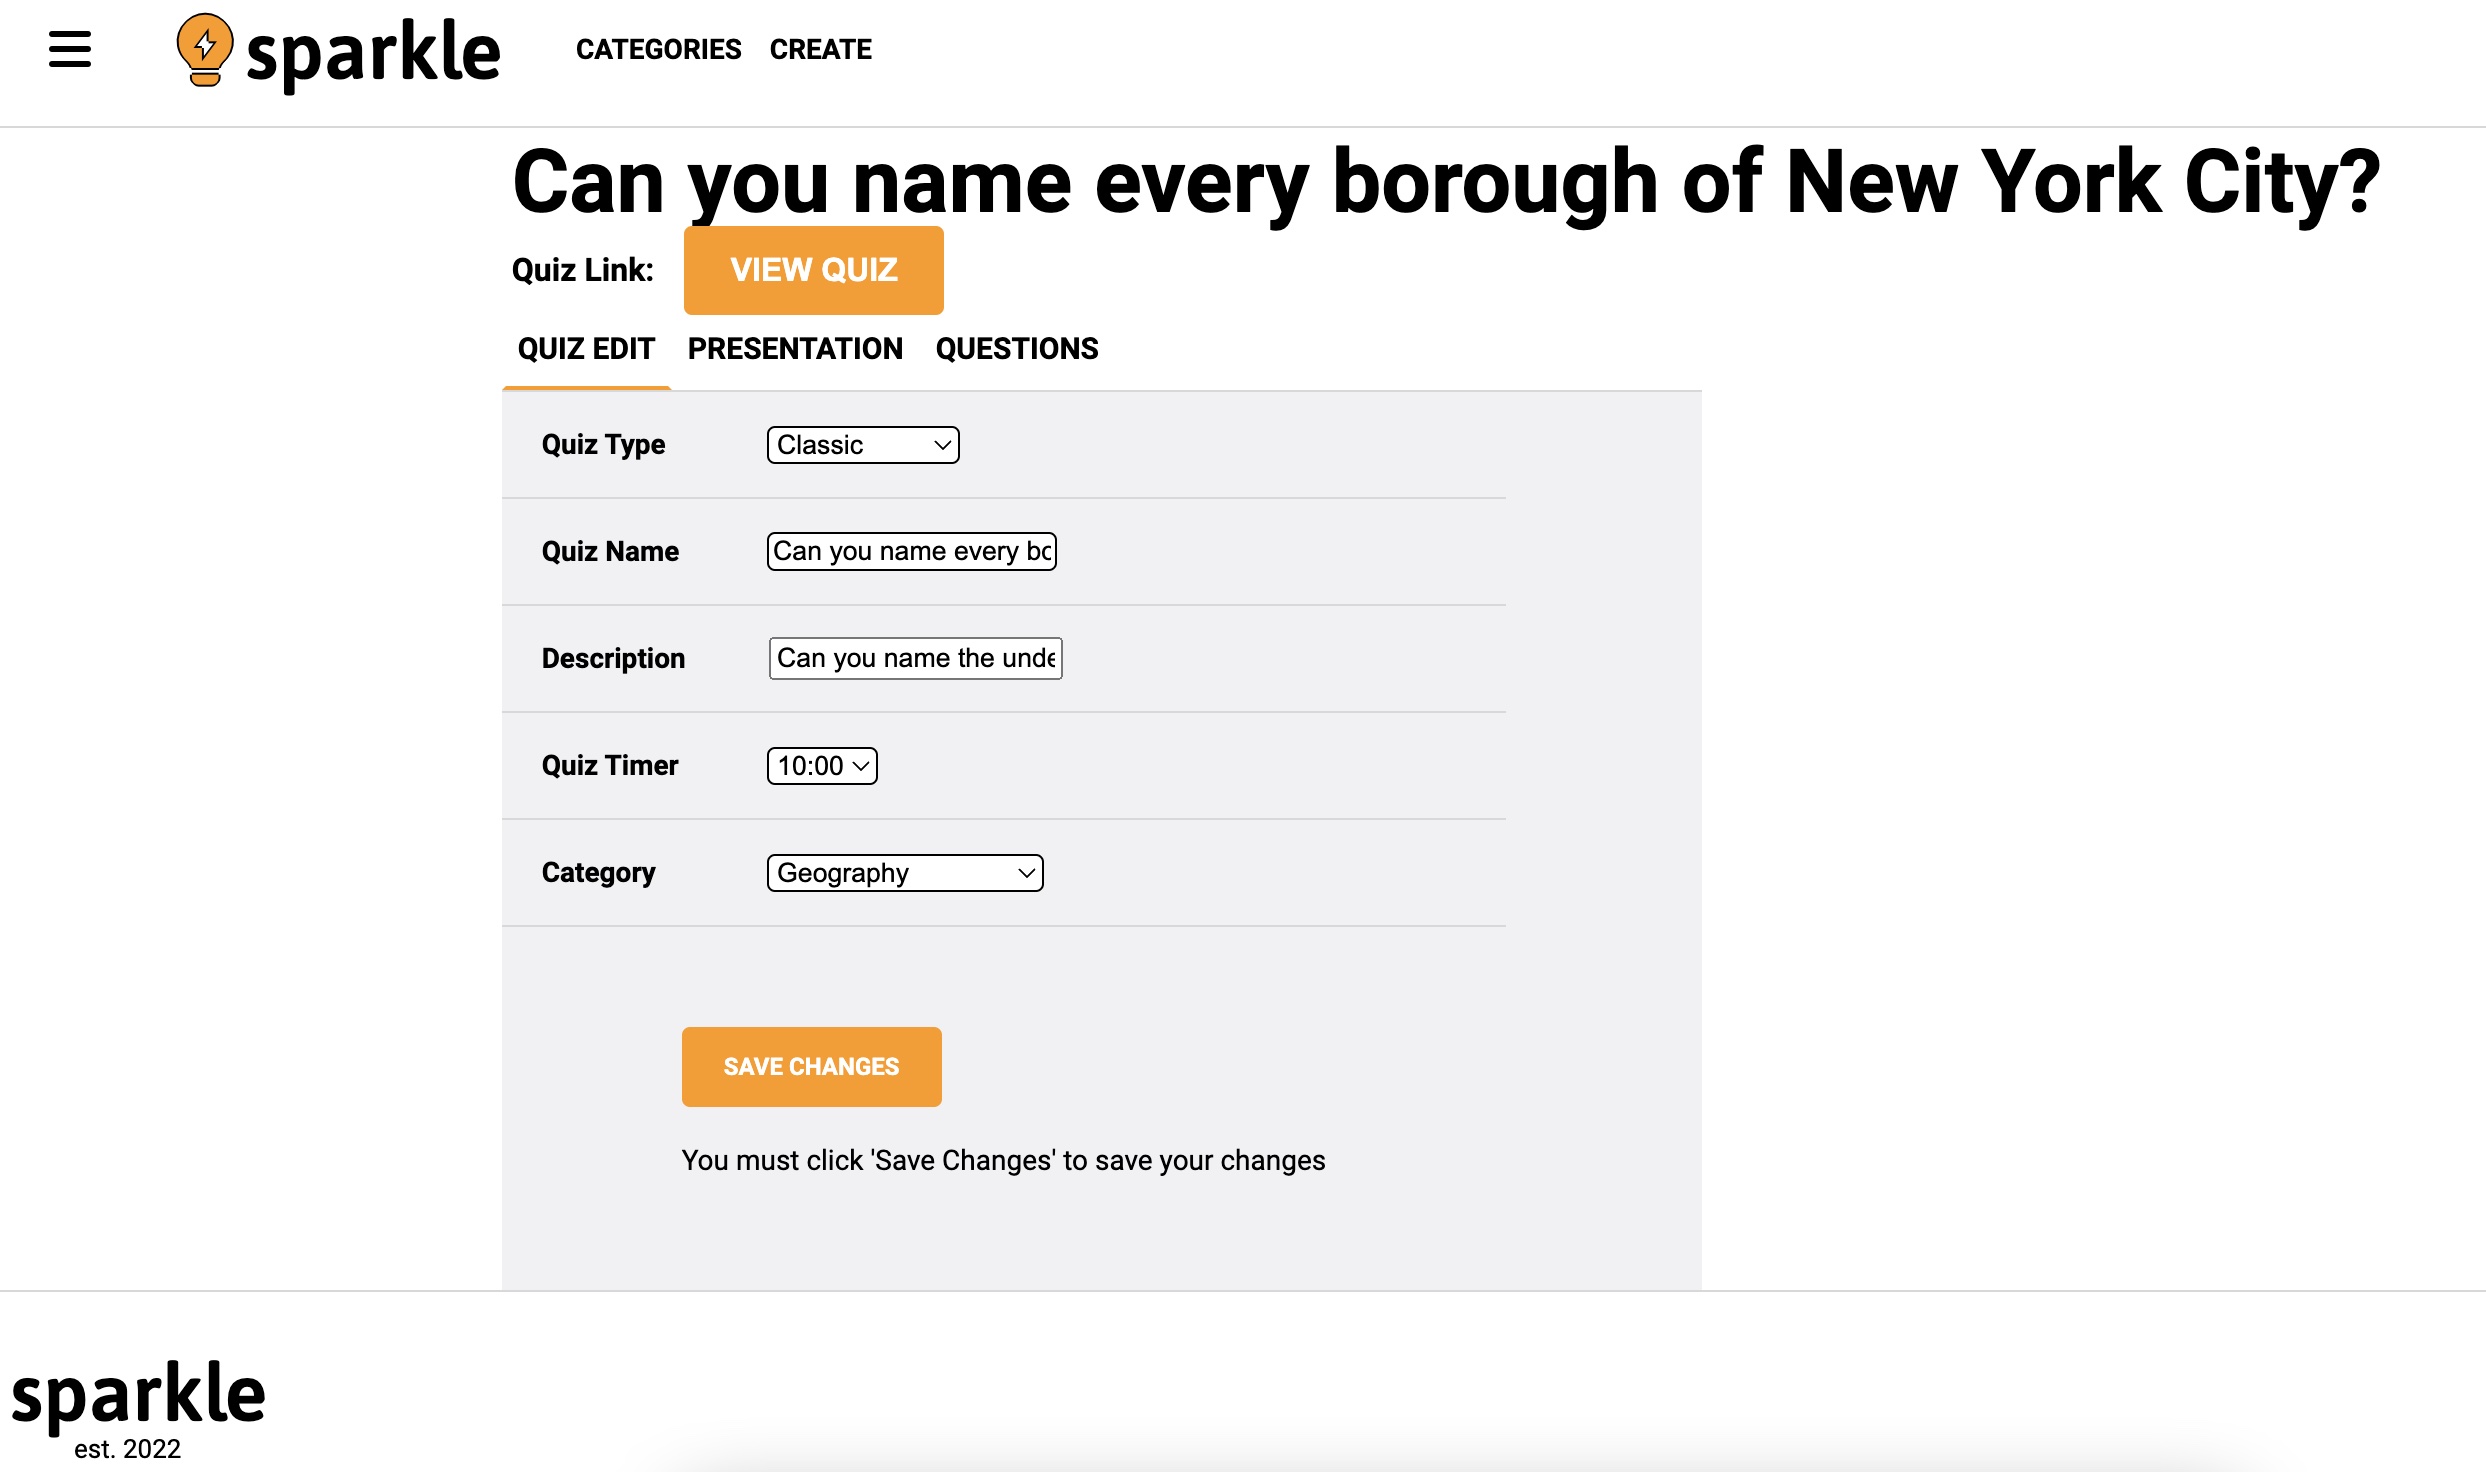 sparkle CATEGORIES CREATE
Can you name every borough of New York City?
Quiz Link: VIEW QUIZ
QUIZ EDIT PRESENTATION QUESTIONS
Quiz Type Classic
Quiz Name Can you name every
Description Can you name the
Quiz Timer 10:00
Category Geography
SAVE CHANGES
You must click 'Save Changes' to save your changes
sparkle
est. 2022